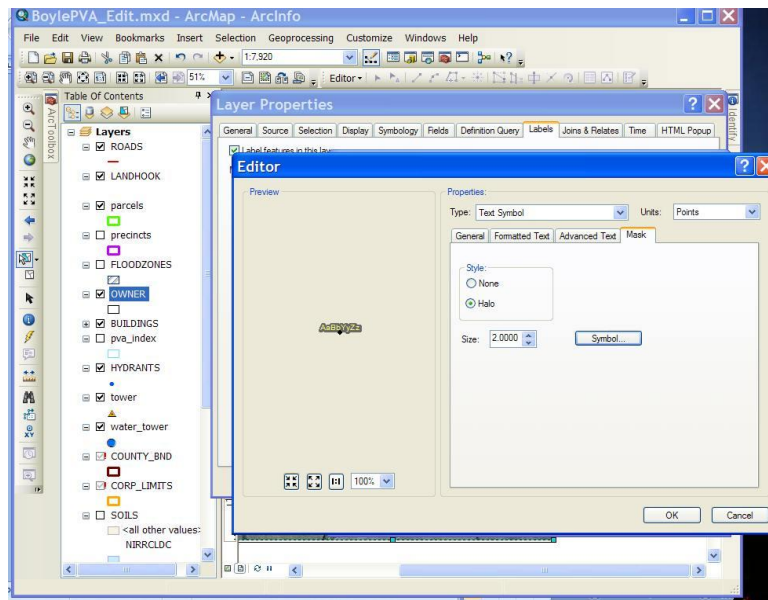 BoylePVA_Edit.mxd - ArcMap - ArcInfo
File Edit View Bookmarks Insert Selection Geoprocessing Customize Windows Help
1:7,920
51% Editor
Table Of Contents
ArcToolbox
Layers
ROADS
LANDHOOK
parcels
precincts
FLOODZONES
OWNER
BUILDINGS
pva_index
HYDRANTS
tower
water_tower
COUNTY_BND
CORP_LIMITS
SOILS
<all other values>
NIRRCLDC
Layer Properties
General Source Selection Display Symbology Fields Definition Query Labels Joins & Relates Time HTML Popup
Label features in this
Identify
Editor
Preview
AaBbYyZz
100%
Properties:
Type: Text Symbol Units: Points
General Formatted Text Advanced Text Mask
Style:
None
Halo
Size: 2.0000 Symbol...
OK Cancel